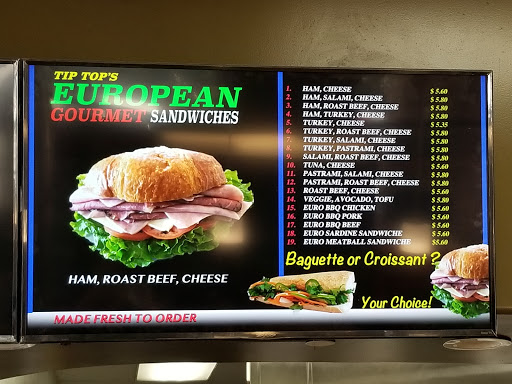 TIP TOP'S
EUROPEAN
GOURMET SANDWICHES
HAM, ROAST BEEF, CHEESE
MADE FRESH TO ORDER
1. HAM, CHEESE $5.60
2. HAM, SALAMI, CHEESE $5.80
3. HAM, ROAST BEEF, CHEESE $5.80
4. HAM, TURKEY, CHEESE $5.80
5. TURKEY, CHEESE $5.35
6. TURKEY, ROAST BEEF, CHEESE $5.80
7. TURKEY, SALAMI, CHEESE $5.80
8. TURKEY, PASTRAMI, CHEESE $5.80
9. SALAMI, ROAST BEEF, CHEESE $5.80
10. TUNA, CHEESE $5.60
11. PASTRAMI, SALAMI, CHEESE $5.80
12. PASTRAMI, ROAST BEEF, CHEESE $5.80
13. ROAST BEEF, CHEESE $5.60
14. VEGGIE, AVOCADO, TOFU $5.80
15. EURO BBQ CHICKEN $5.60
16. EURO BBQ PORK $5.60
17. EURO BBQ BEEF $5.60
18. EURO SARDINE SANDWICHE $5.60
19. EURO MEATBALL SANDWICHE $5.60
Baguette or Croissant ?
Your Choice!